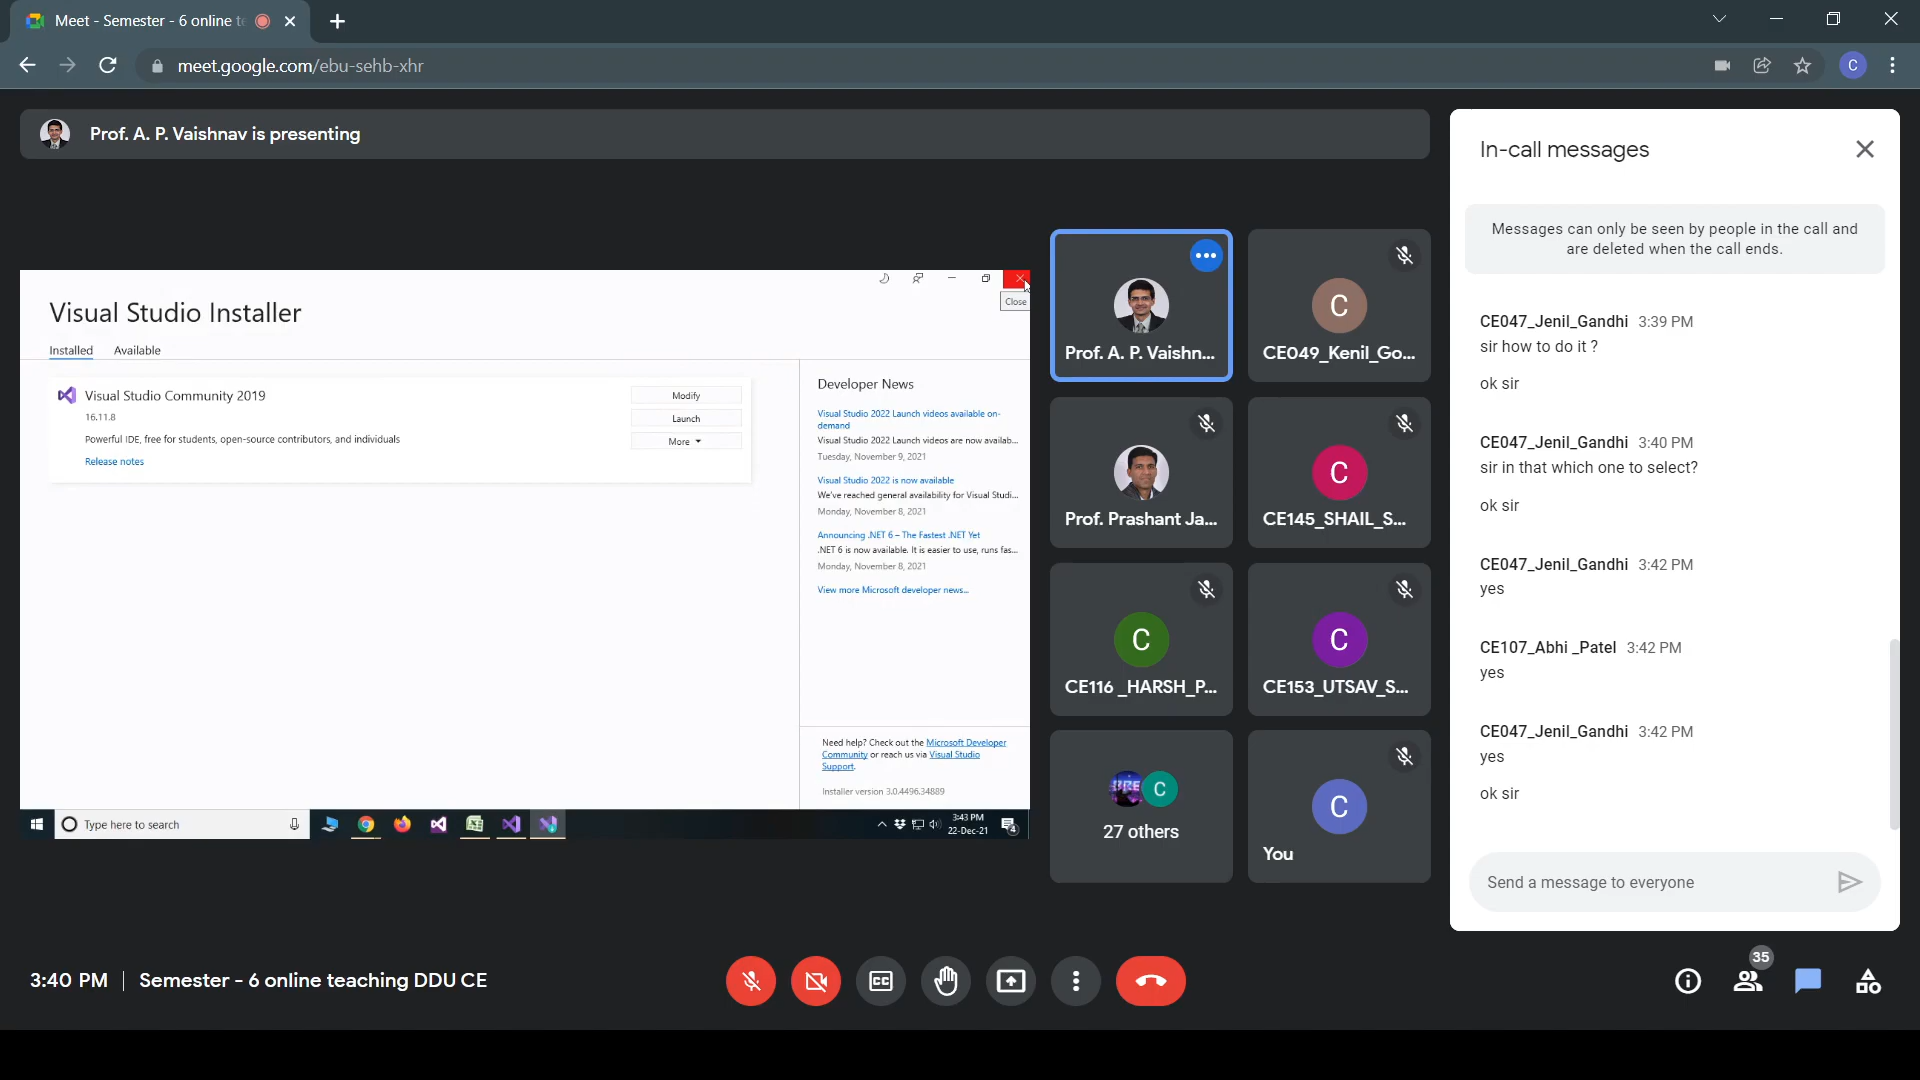 Meet - Semester - 6 online te
meet.google.com/ebu-sehb-xhr
C
Prof. A. P. Vaishnav is presenting
Close
Visual Studio Installer
Installed Available
Visual Studio Community 2019
16.11.8
Powerful IDE, free for students, open-source contributors, and individuals
Release notes
Modify
Launch
More
Developer News
Visual Studio 2022 Launch videos available on-
demand
Visual Studio 2022 Launch videos are now availab...
Tuesday, November 9, 2021
Visual Studio 2022 is now available
We've reached general availability for Visual Studi...
Monday, November 8, 2021
Announcing .NET 6 – The Fastest .NET Yet
.NET 6 is now available. It is easier to use, runs fas...
Monday, November 8, 2021
View more Microsoft developer news...
Need help? Check out the Microsoft Developer
Community or reach us via Visual Studio
Support.
Installer version 3.0.4496.34889
Type here to search
3:43 PM
22-Dec-21
4
Prof. A. P. Vaishn...
C
CE049_Kenil_Go...
Prof. Prashant Ja...
C
CE145_SHAIL_S...
C
CE116 _HARSH_P...
C
CE153_UTSAV_S...
C
27 others
C
You
In-call messages
Messages can only be seen by people in the call and
are deleted when the call ends.
CE047_Jenil_Gandhi 3:39 PM
sir how to do it ?
ok sir
CE047_Jenil_Gandhi 3:40 PM
sir in that which one to select?
ok sir
CE047_Jenil_Gandhi 3:42 PM
yes
CE107_Abhi _Patel 3:42 PM
yes
CE047_Jenil_Gandhi 3:42 PM
yes
ok sir
Send a message to everyone
3:40 PM | Semester - 6 online teaching DDU CE
CC
35